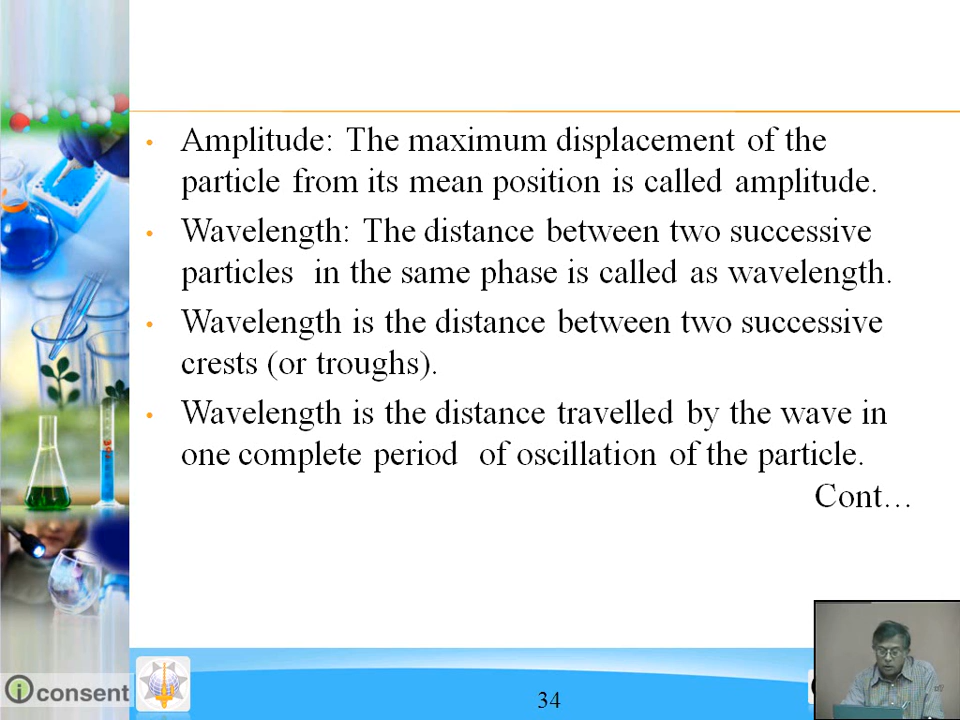 • Amplitude: The maximum displacement of the
particle from its mean position is called amplitude.
• Wavelength: The distance between two successive
particles in the same phase is called as wavelength.
• Wavelength is the distance between two successive
crests (or troughs).
• Wavelength is the distance travelled by the wave in
one complete period of oscillation of the particle.
Cont…
i consent
34